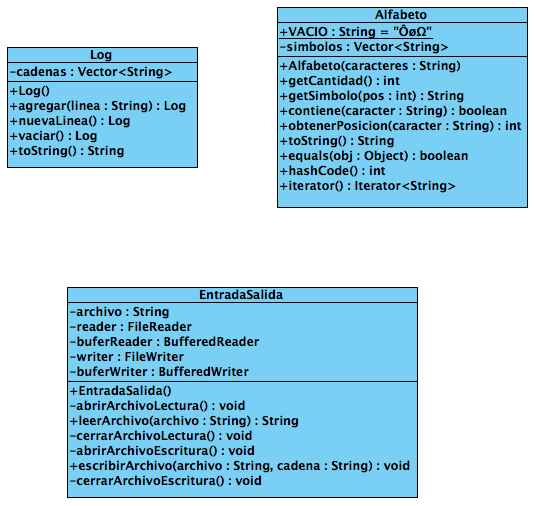 Log
-cadenas : Vector<String>
+Log()
+agregar(linea : String) : Log
+nuevaLinea() : Log
+vaciar() : Log
+toString() : String
Alfabeto
+VACIO : String = "ÔøΩ"
-simbolos : Vector<String>
+Alfabeto(caracteres : String)
+getCantidad() : int
+getSimbolo(pos : int) : String
+contiene(caracter : String) : boolean
+obtenerPosicion(caracter : String) : int
+toString() : String
+equals(obj : Object) : boolean
+hashCode() : int
+iterator() : Iterator<String>
EntradaSalida
-archivo : String
-reader : FileReader
-buferReader : BufferedReader
-writer : FileWriter
-buferWriter : BufferedWriter
+EntradaSalida()
-abrirArchivoLectura() : void
+leerArchivo(archivo : String) : String
-cerrarArchivoLectura() : void
-abrirArchivoEscritura() : void
+escribirArchivo(archivo : String, cadena : String) : void
-cerrarArchivoEscritura() : void